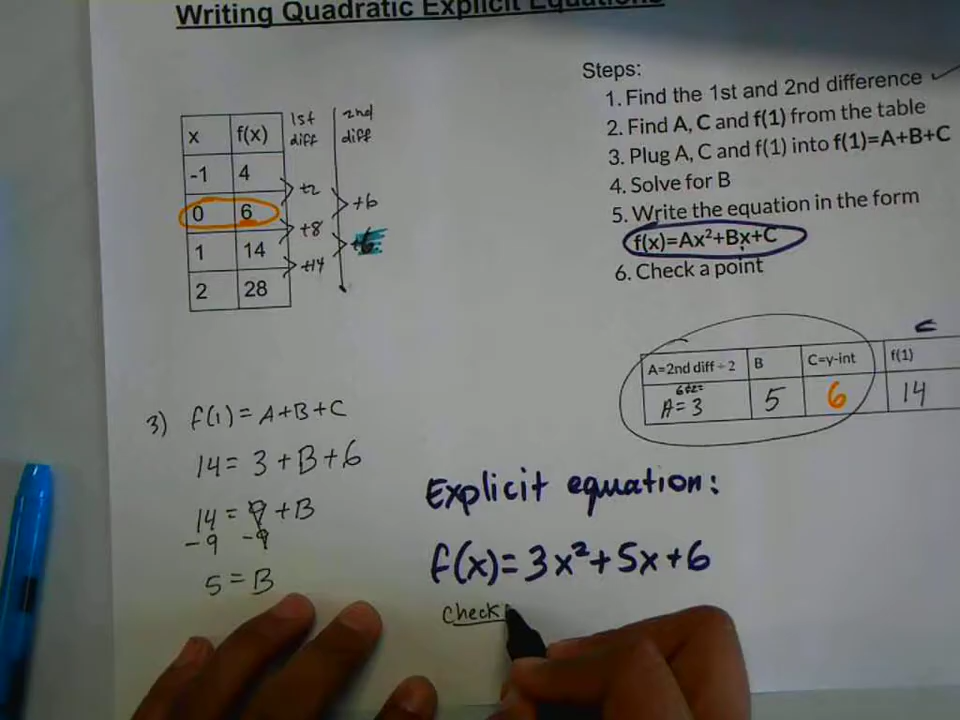 Writing Quadratic Explicit Equations
Steps:
1. Find the 1st and 2nd difference
2. Find A, C and f(1) from the table
3. Plug A, C and f(1) into f(1)=A+B+C
4. Solve for B
5. Write the equation in the form
f(x)=Ax²+Bx+C
6. Check a point
x f(x) 1st diff 2nd diff
-1 4
+2
0 6 +6
+8
1 14 +6
+14
2 28
C
A=2nd diff ÷ 2 B C=y-int f(1)
6÷2=
A=3 5 6 14
3) f(1) = A+B+C
14 = 3 + B + 6
14 = 9 + B
-9 -9
5 = B
Explicit equation:
f(x)=3x²+5x+6
Check